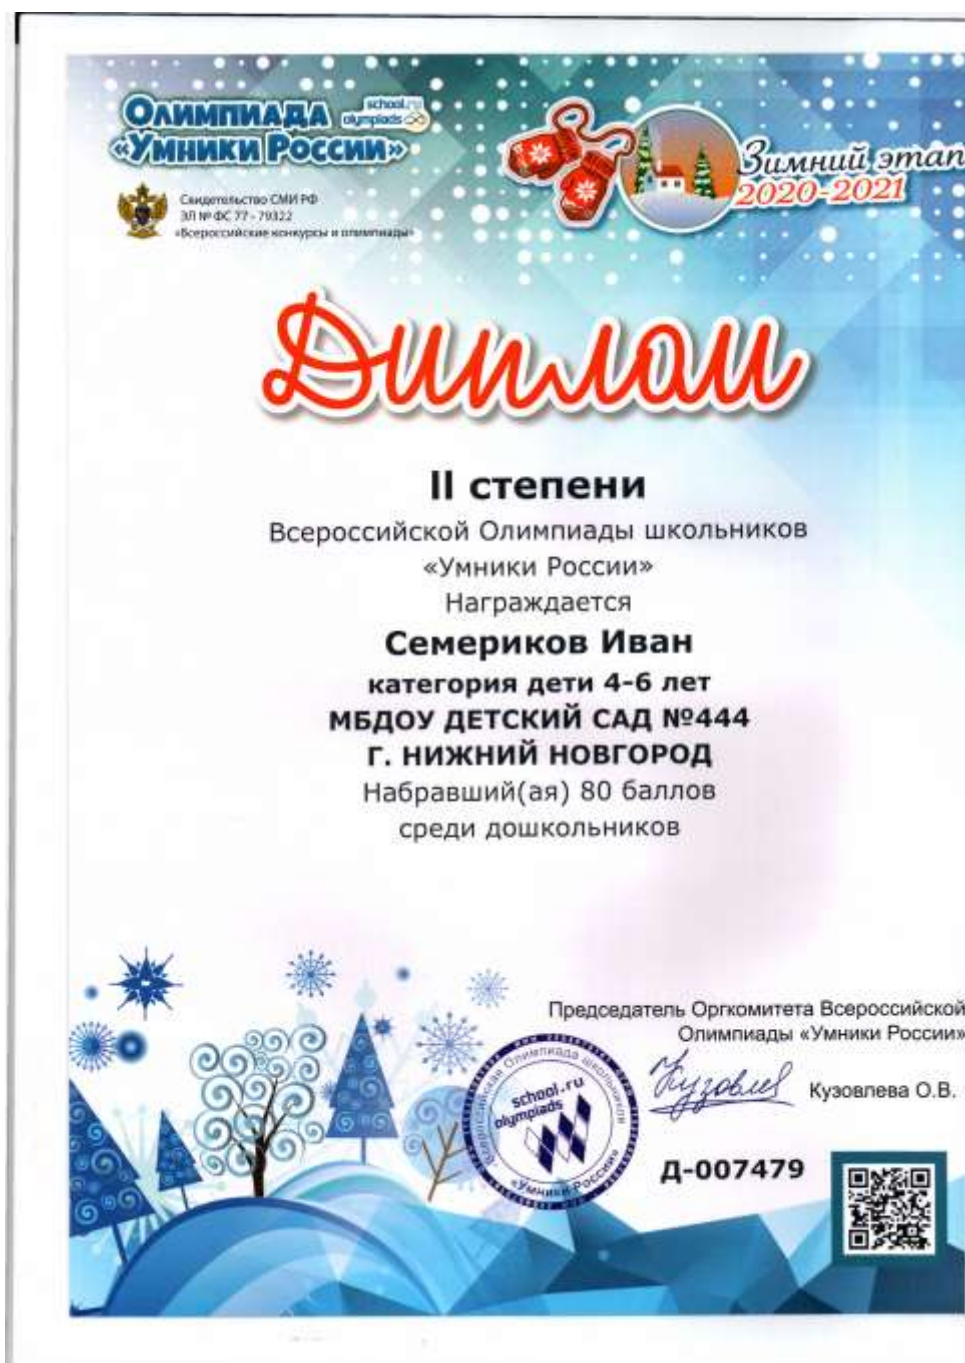 Олимпиада
«Умники России»
school.ru
olympiads
Зимний этап
2020-2021
Свидетельство СМИ РФ
ЭЛ № ФС 77 - 79322
«Всероссийские конкурсы и олимпиады»
Диплом
II степени
Всероссийской Олимпиады школьников
«Умники России»
Награждается
Семериков Иван
категория дети 4-6 лет
МБДОУ ДЕТСКИЙ САД №444
Г. НИЖНИЙ НОВГОРОД
Набравший(ая) 80 баллов
среди дошкольников
Председатель Оргкомитета Всероссийской
Олимпиады «Умники России»
Кузовлева О.В.
Всероссийская Олимпиада школьников
school.ru
olympiads
«Умники России»
Д-007479